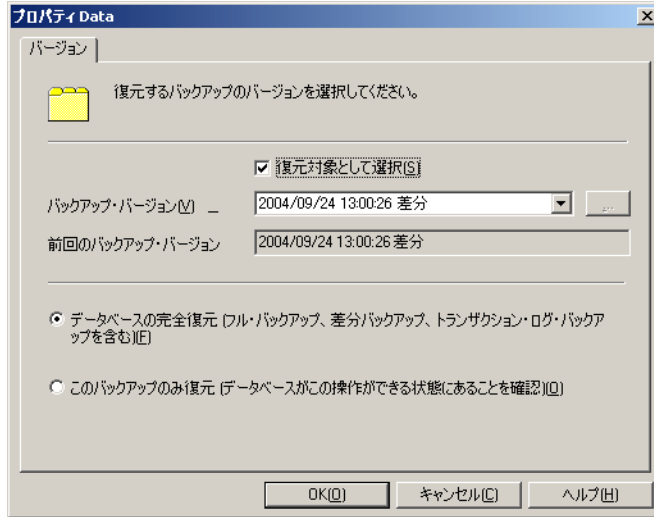 プロパティ Data
バージョン
復元するバックアップのバージョンを選択してください。
復元対象として選択(S)
バックアップ・バージョン(V)
2004/09/24 13:00:26 差分
...
前回のバックアップ・バージョン
2004/09/24 13:00:26 差分
データベースの完全復元 (フル・バックアップ、差分バックアップ、トランザクション・ログ・バックア
ップを含む)(F)
このバックアップのみ復元 (データベースがこの操作ができる状態にあることを確認)(O)
OK(O)
キャンセル(C)
ヘルプ(H)